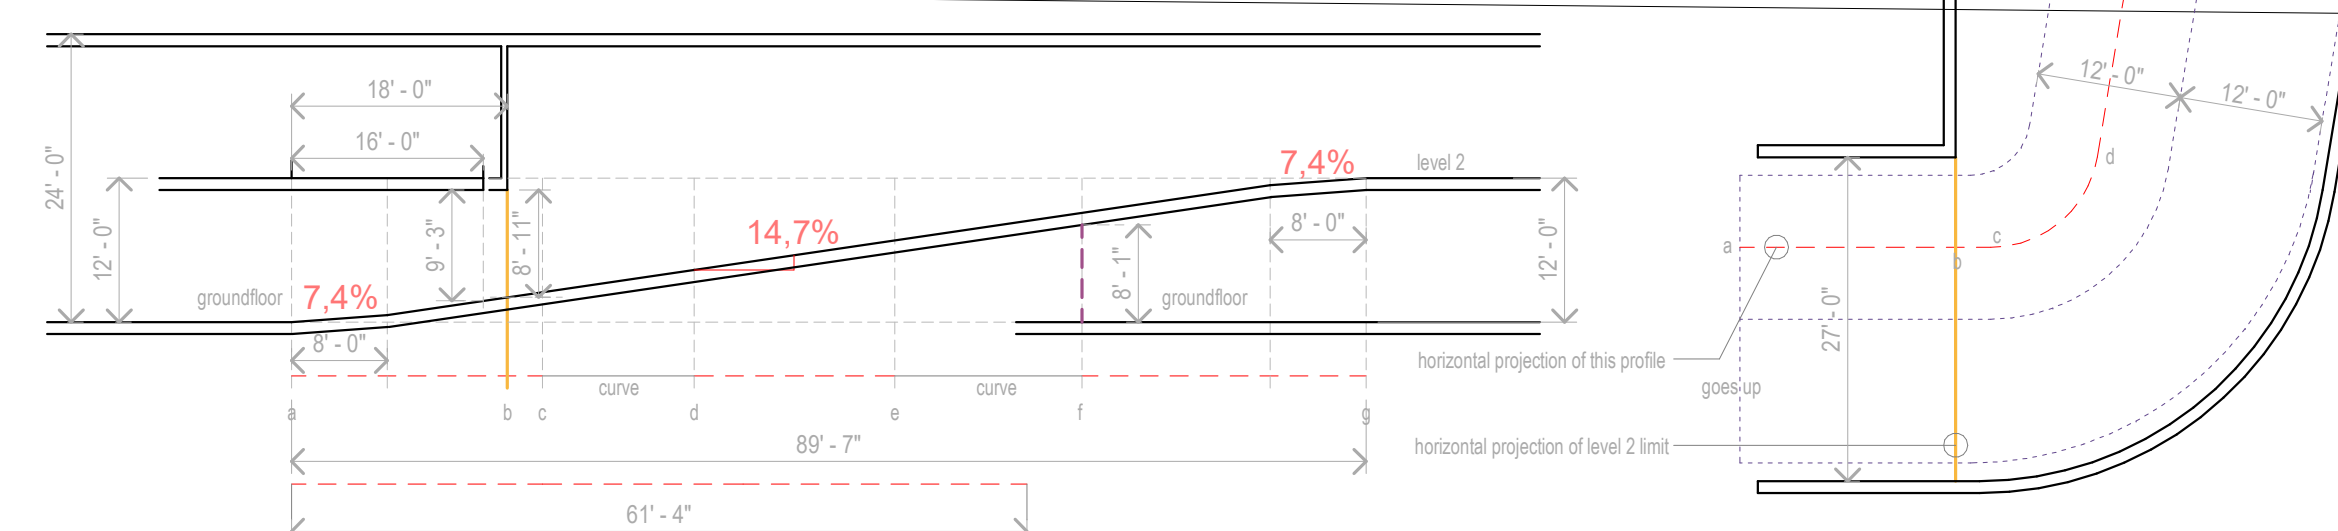 12' - 0"
12' - 0"
18' - 0"
16' - 0"
24' - 0"
7,4%
level 2
d
14,7%
9' - 3"
8' - 11"
8' - 0"
12' - 0"
12' - 0"
a
c
b
groundfloor
7,4%
8' - 1"
groundfloor
27' - 0"
8' - 0"
horizontal projection of this profile
goes up
curve
curve
a
b
c
d
e
f
g
89' - 7"
horizontal projection of level 2 limit
61' - 4"